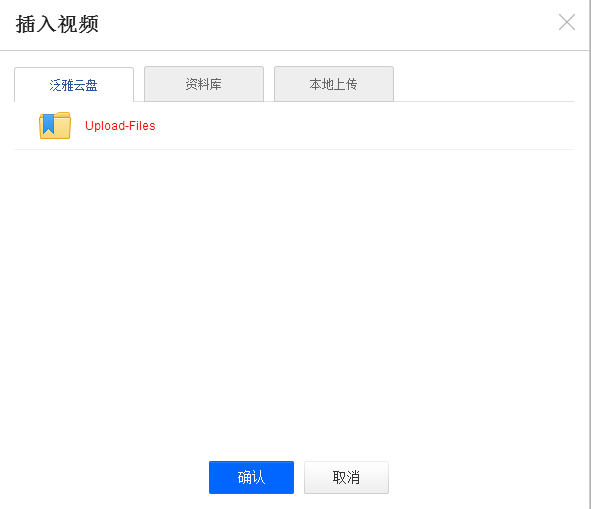 插入视频
泛雅云盘
资料库
本地上传
Upload-Files
确认
取消